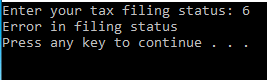 Enter your tax filing status: 6
Error in filing status
Press any key to continue . . .